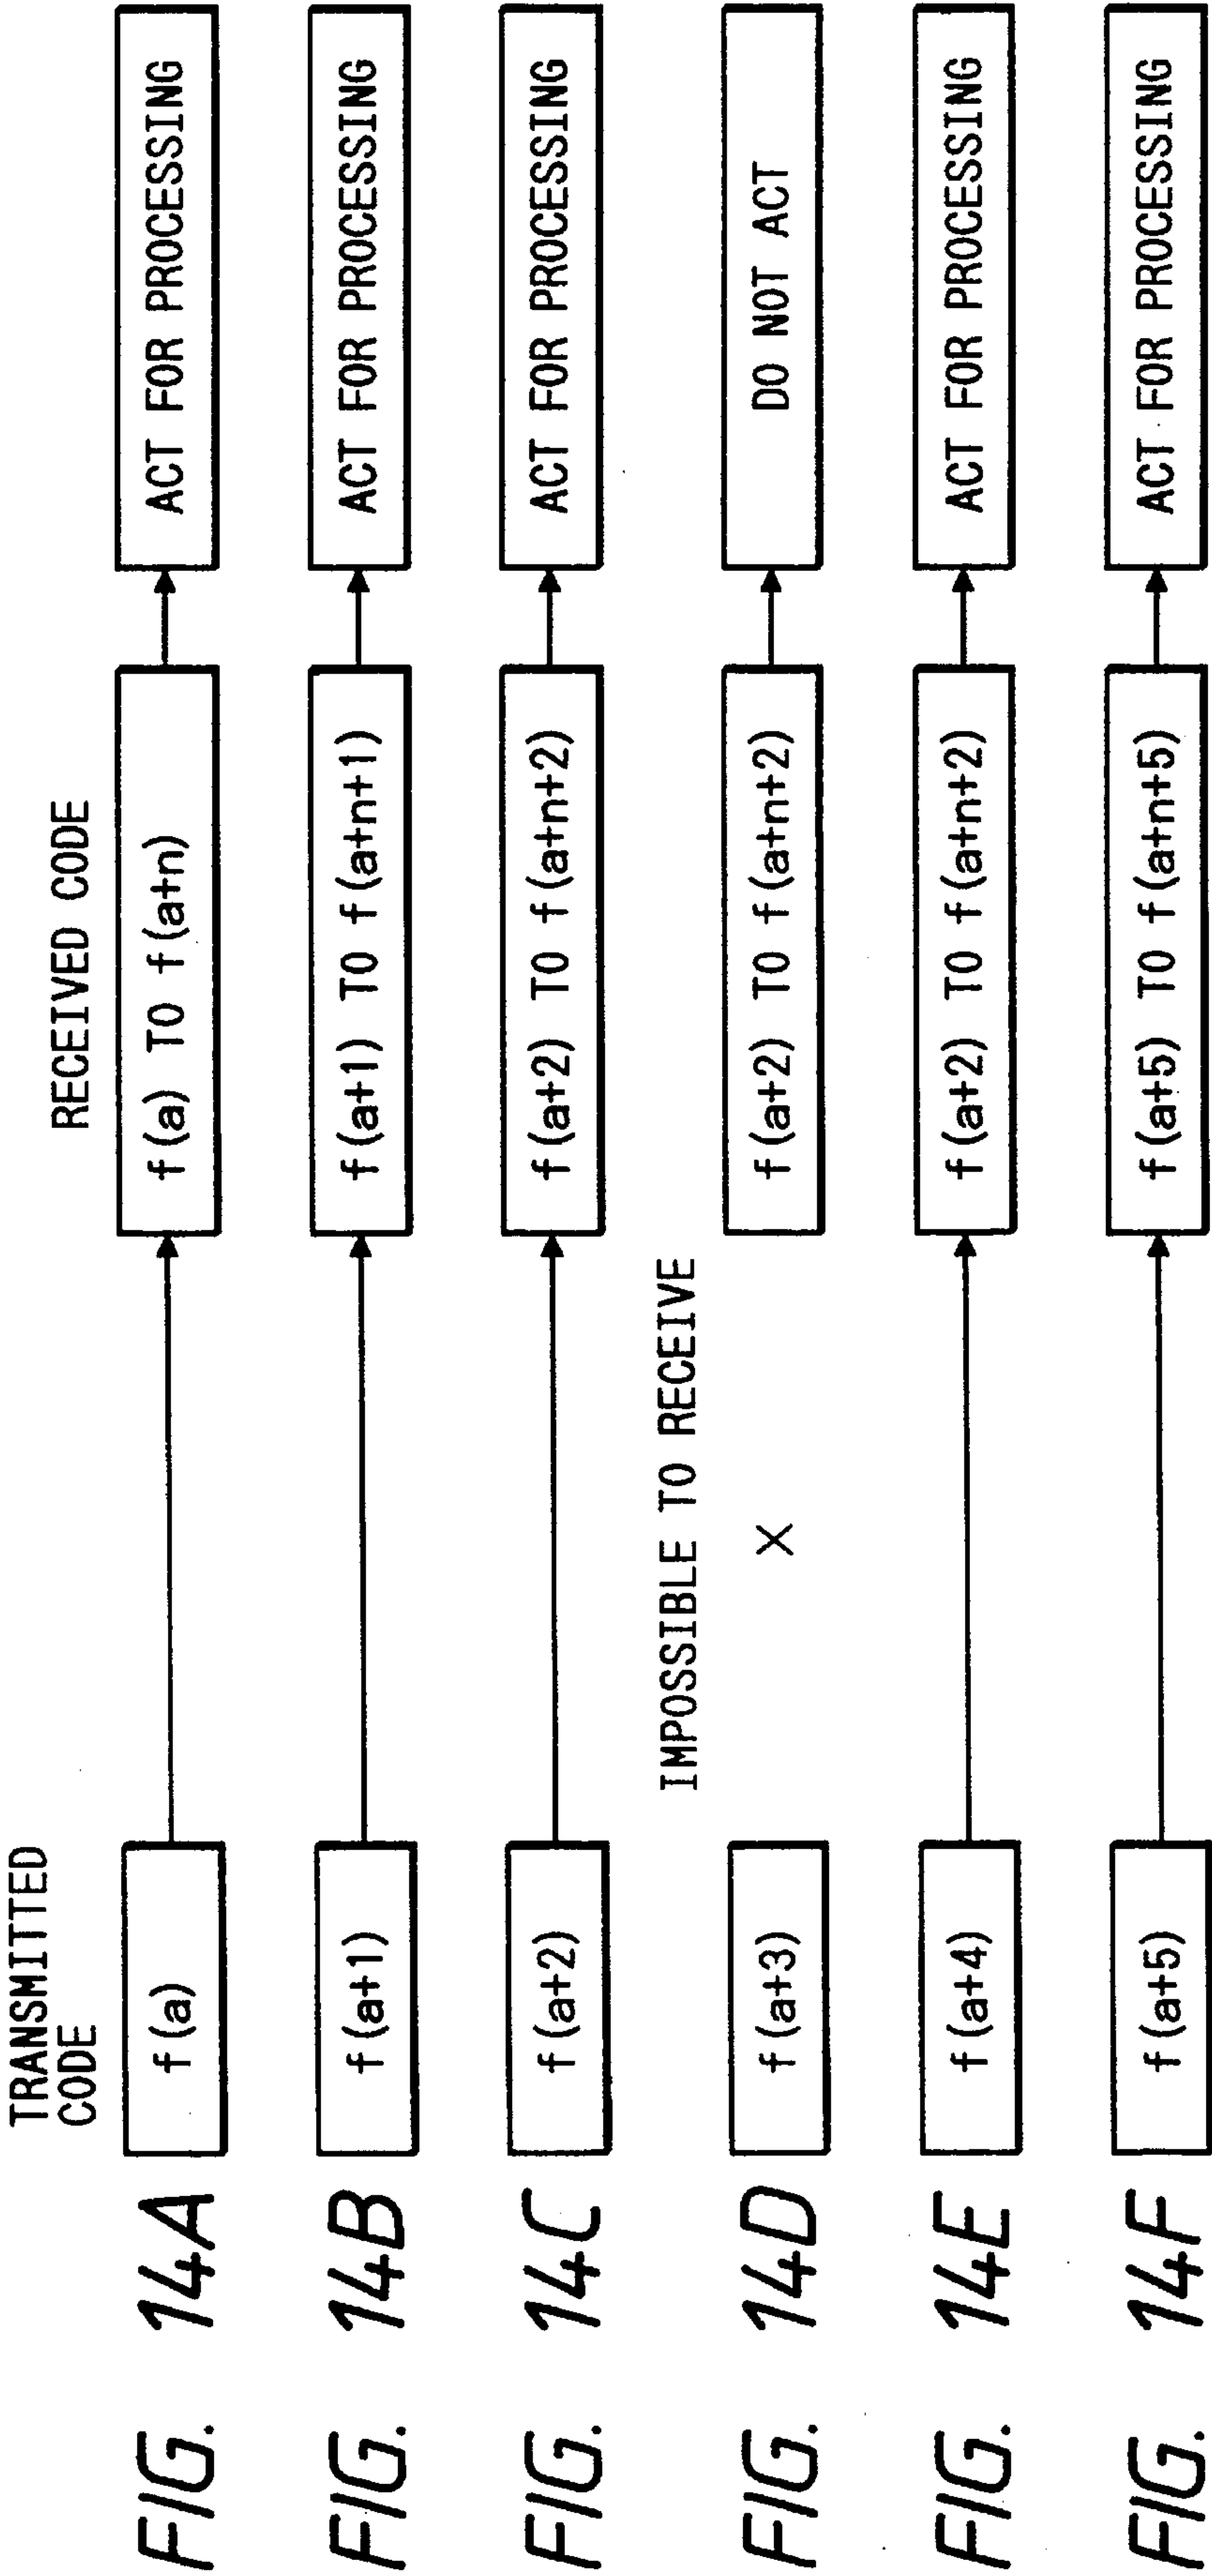 TRANSMITTED
CODE
RECEIVED CODE
FIG. 14A
f(a)
f(a) TO f(a+n)
ACT FOR PROCESSING
FIG. 14B
f(a+1)
f(a+1) TO f(a+n+1)
ACT FOR PROCESSING
FIG. 14C
f(a+2)
f(a+2) TO f(a+n+2)
ACT FOR PROCESSING
IMPOSSIBLE TO RECEIVE
FIG. 14D
f(a+3)
X
f(a+2) TO f(a+n+2)
DO NOT ACT
FIG. 14E
f(a+4)
f(a+2) TO f(a+n+2)
ACT FOR PROCESSING
FIG. 14F
f(a+5)
f(a+5) TO f(a+n+5)
ACT FOR PROCESSING